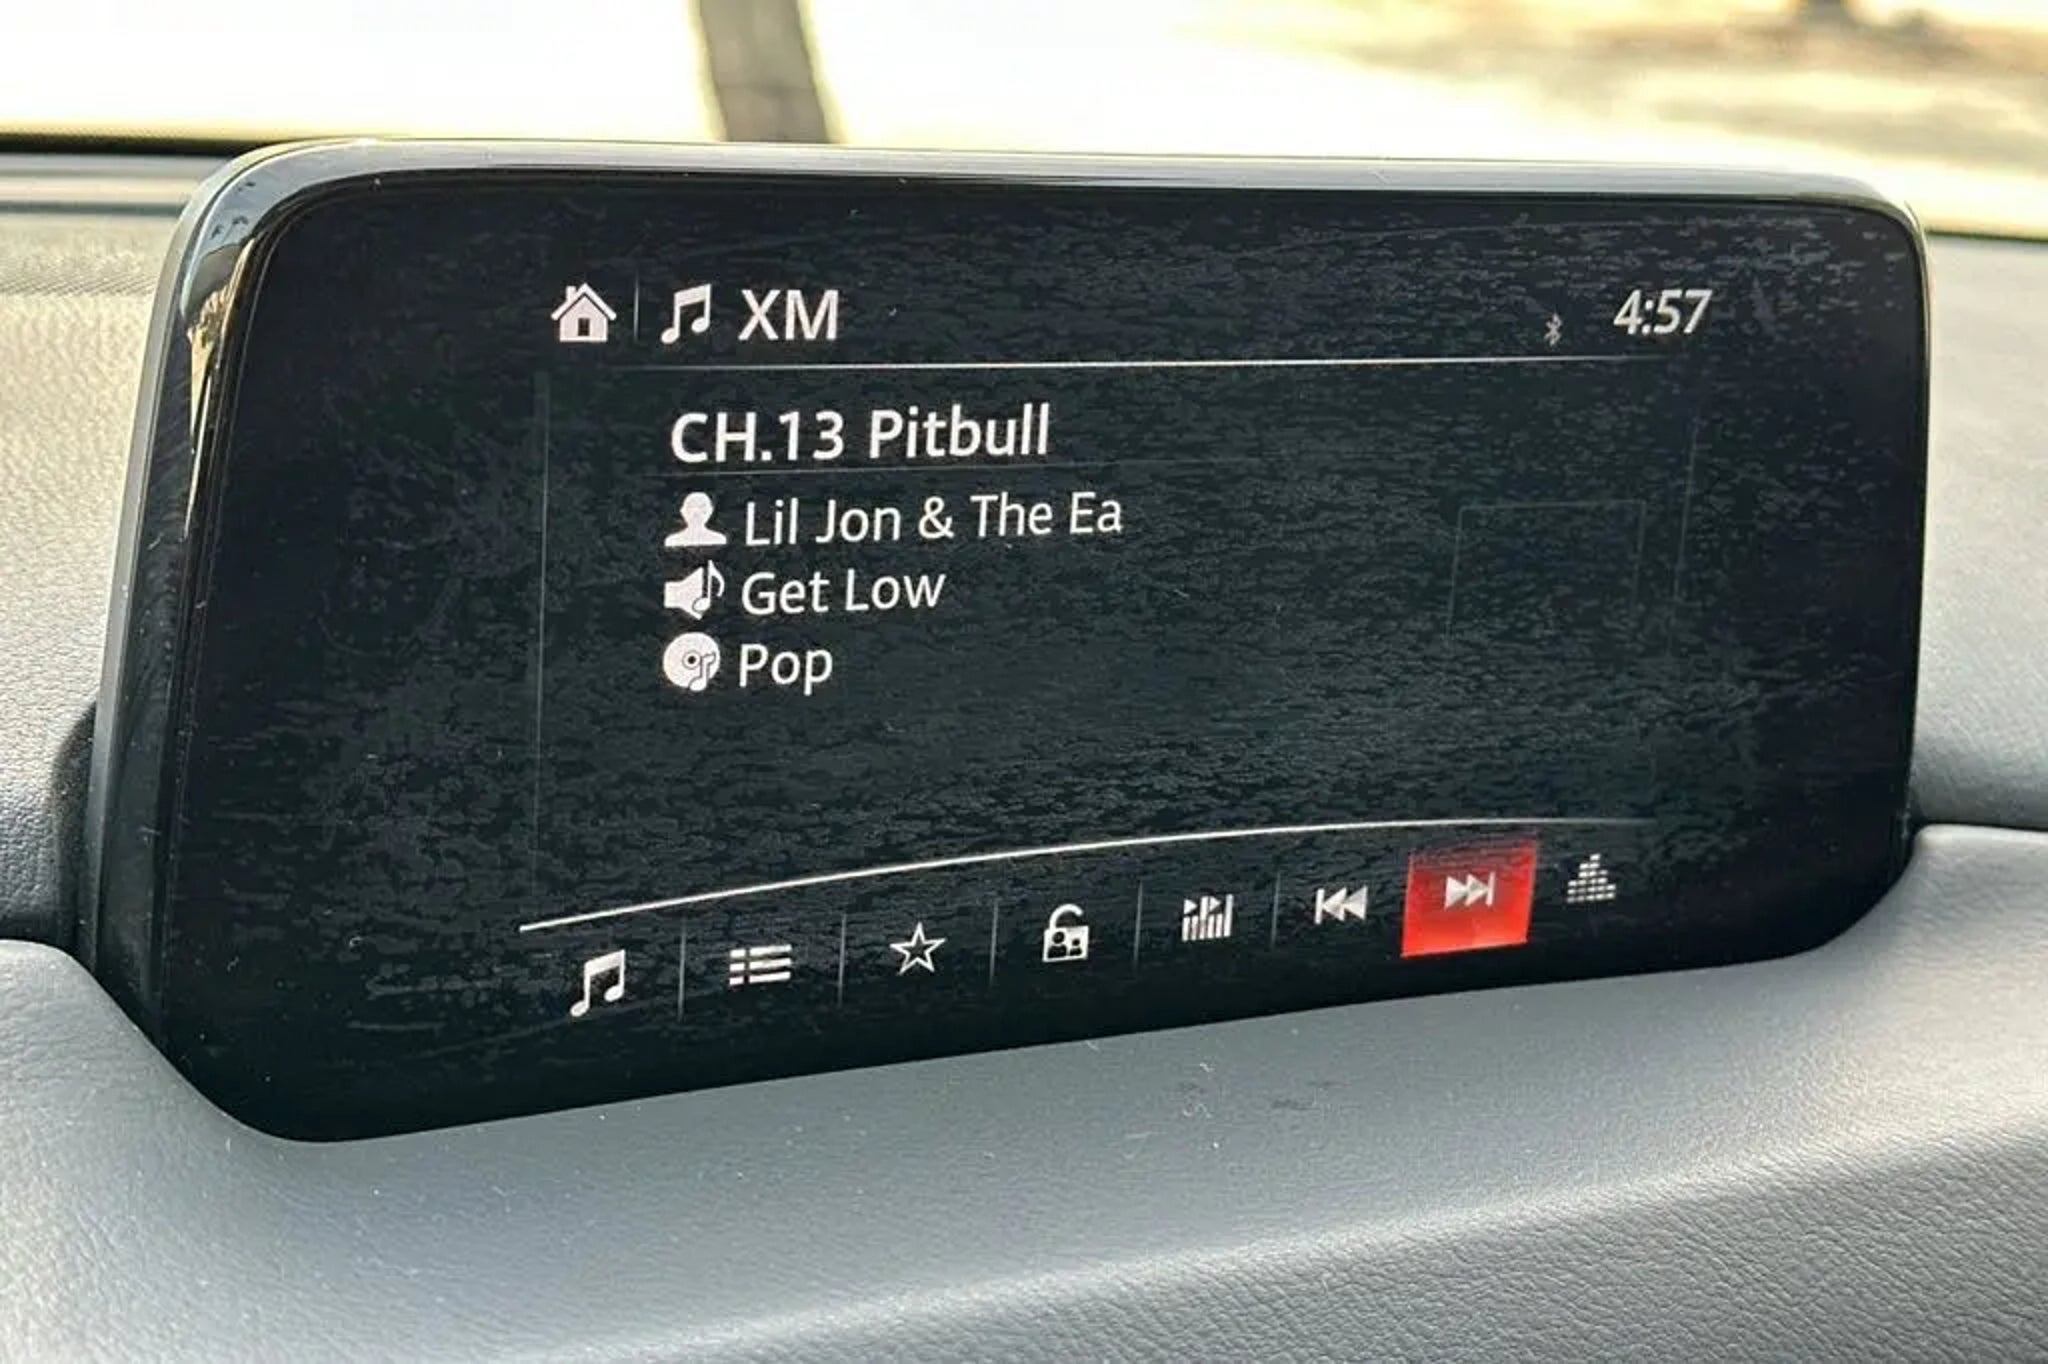 XM
4:57
CH.13 Pitbull
Lil Jon & The Ea
Get Low
Pop